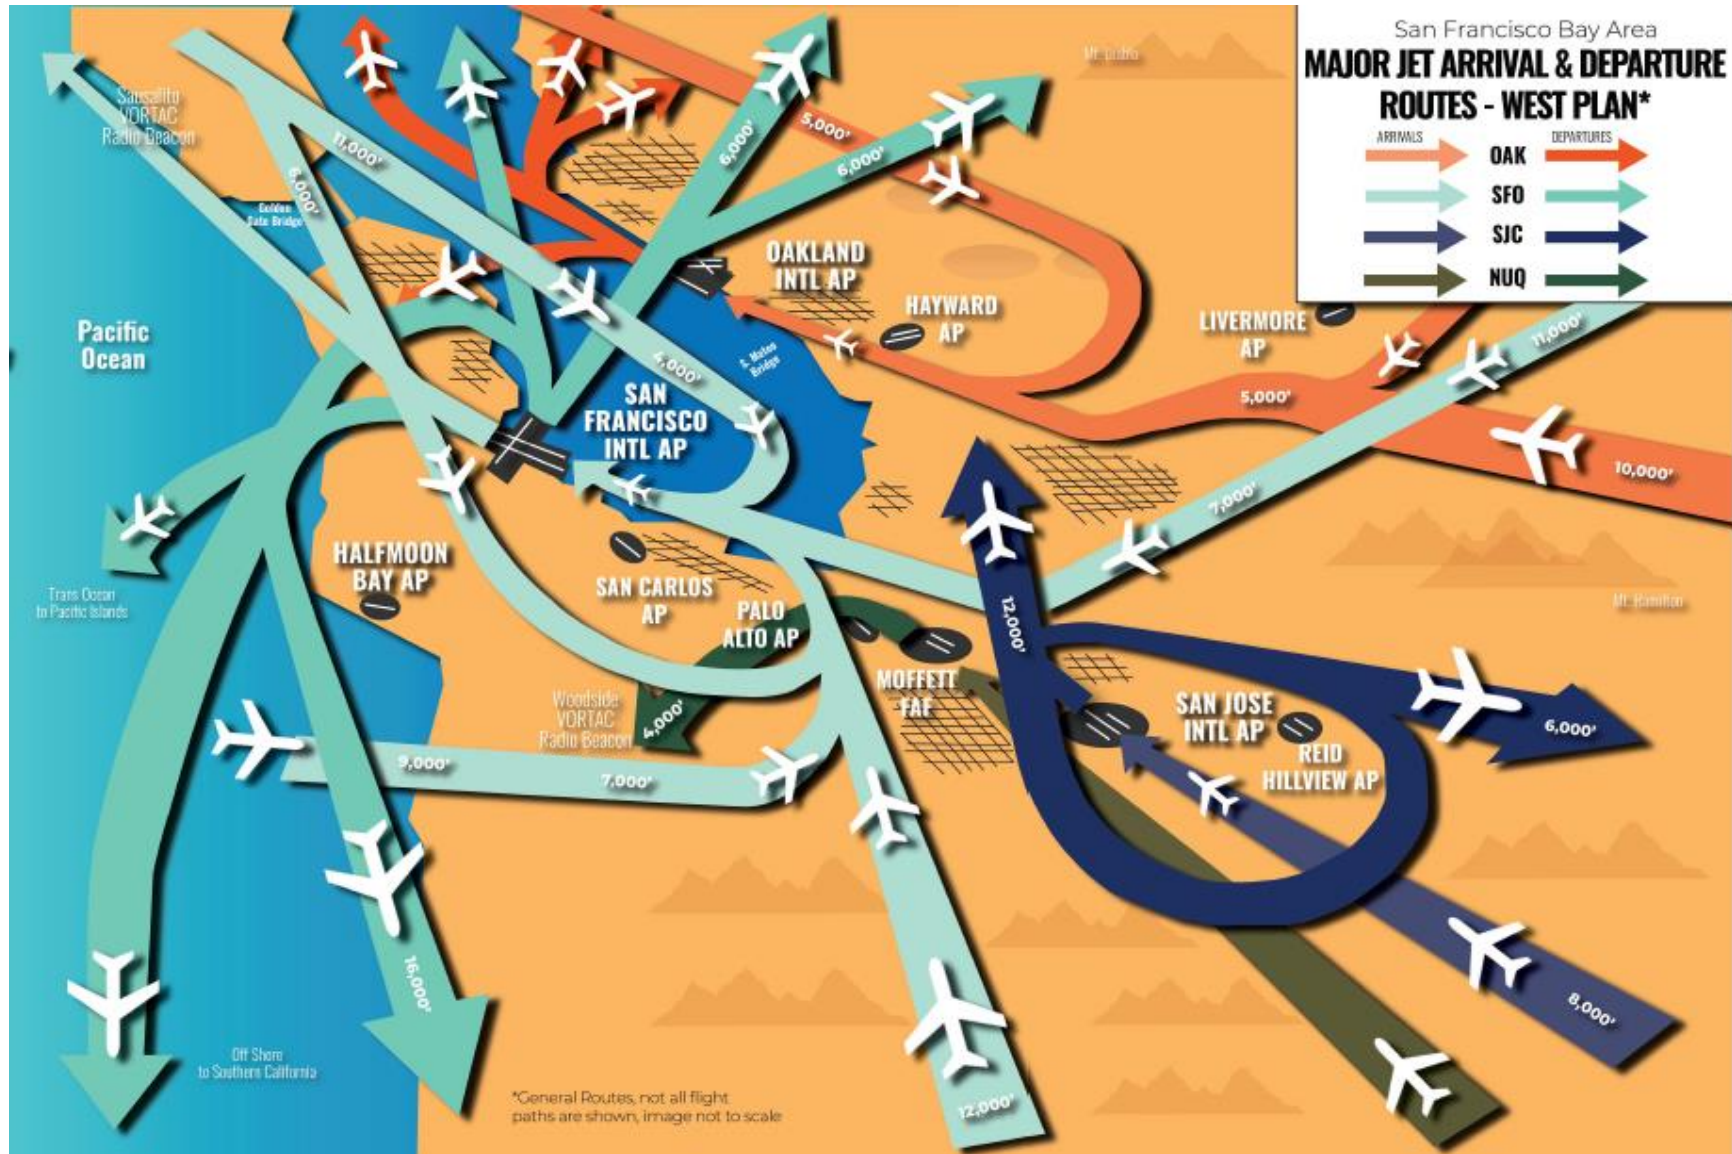 San Francisco Bay Area
MAJOR JET ARRIVAL & DEPARTURE
ROUTES - WEST PLAN*
ARRIVALS
DEPARTURES
OAK
SFO
SJC
NUQ
Mt. Diablo
Sausalito
VORTAC
Radio Beacon
11,000'
6,000'
Golden
Gate Bridge
5,000'
6,000'
6,000'
OAKLAND
INTL AP
HAYWARD
AP
LIVERMORE
AP
11,000'
Pacific
Ocean
S. Mateo
Bridge
4,000'
SAN
FRANCISCO
INTL AP
5,000'
10,000'
7,000'
HALFMOON
BAY AP
SAN CARLOS
AP
PALO
ALTO AP
Trans Ocean
to Pacific Islands
12,000'
Mt. Hamilton
MOFFETT
FAF
Woodside
VORTAC
Radio Beacon
4,000'
SAN JOSE
INTL AP
REID
HILLVIEW AP
6,000'
9,000'
7,000'
16,000'
8,000'
Off Shore
to Southern California
*General Routes, not all flight
paths are shown, image not to scale
12,000'